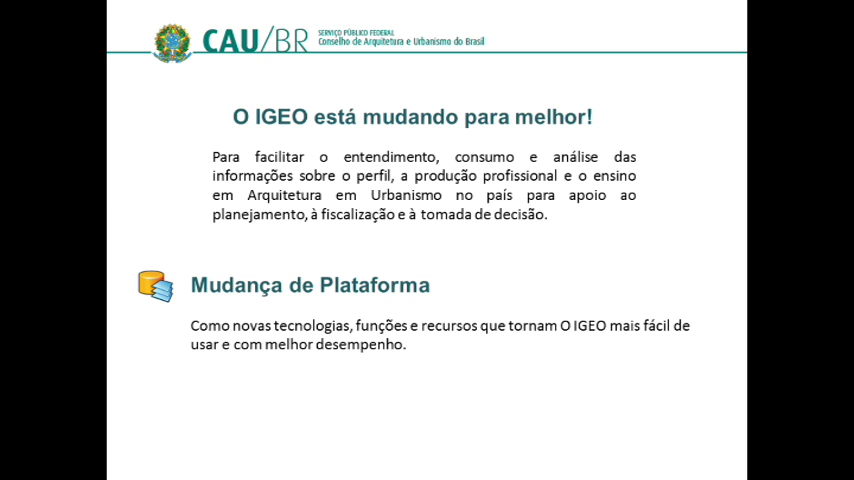 CAU/BR
SERVIÇO PÚBLICO FEDERAL
Conselho de Arquitetura e Urbanismo do Brasil
O IGEO está mudando para melhor!
Para facilitar o entendimento, consumo e análise das
informações sobre o perfil, a produção profissional e o ensino
em Arquitetura em Urbanismo no país para apoio ao
planejamento, à fiscalização e à tomada de decisão.
Mudança de Plataforma
Como novas tecnologias, funções e recursos que tornam O IGEO mais fácil de
usar e com melhor desempenho.